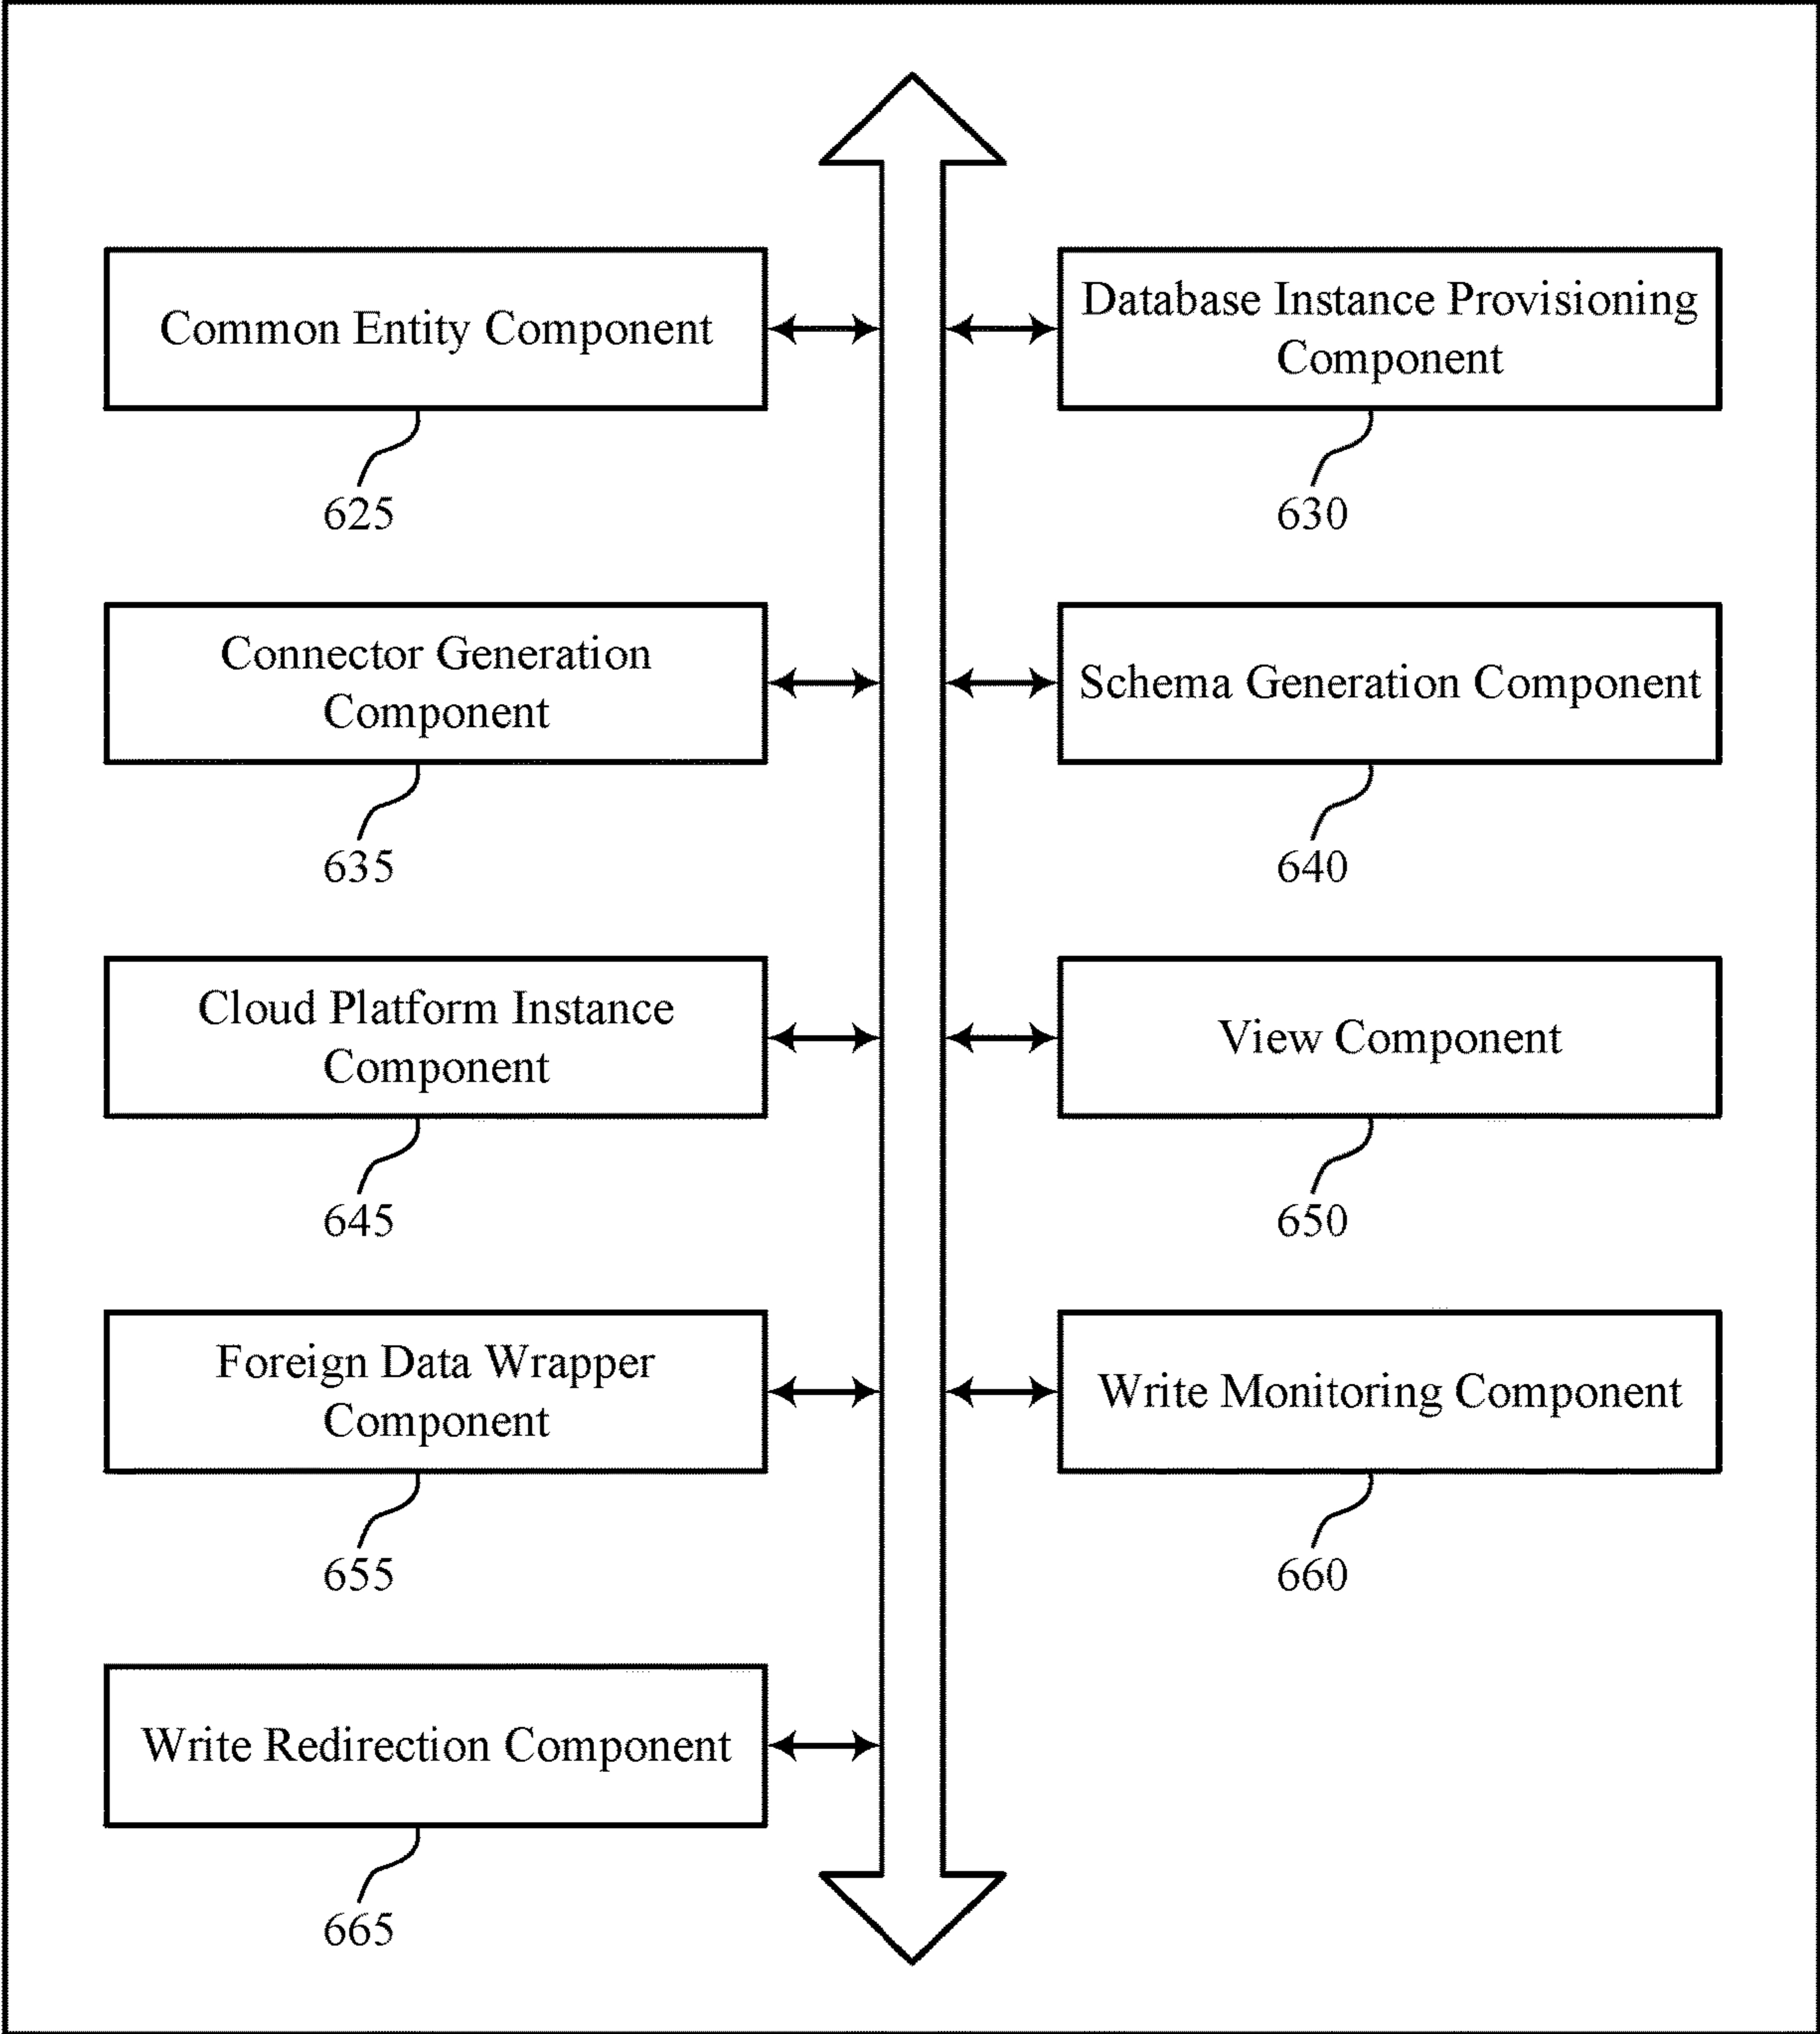 Common Entity Component
625
Database Instance Provisioning
Component
630
Connector Generation
Component
635
Schema Generation Component
640
Cloud Platform Instance
Component
645
View Component
650
Foreign Data Wrapper
Component
655
Write Monitoring Component
660
Write Redirection Component
665